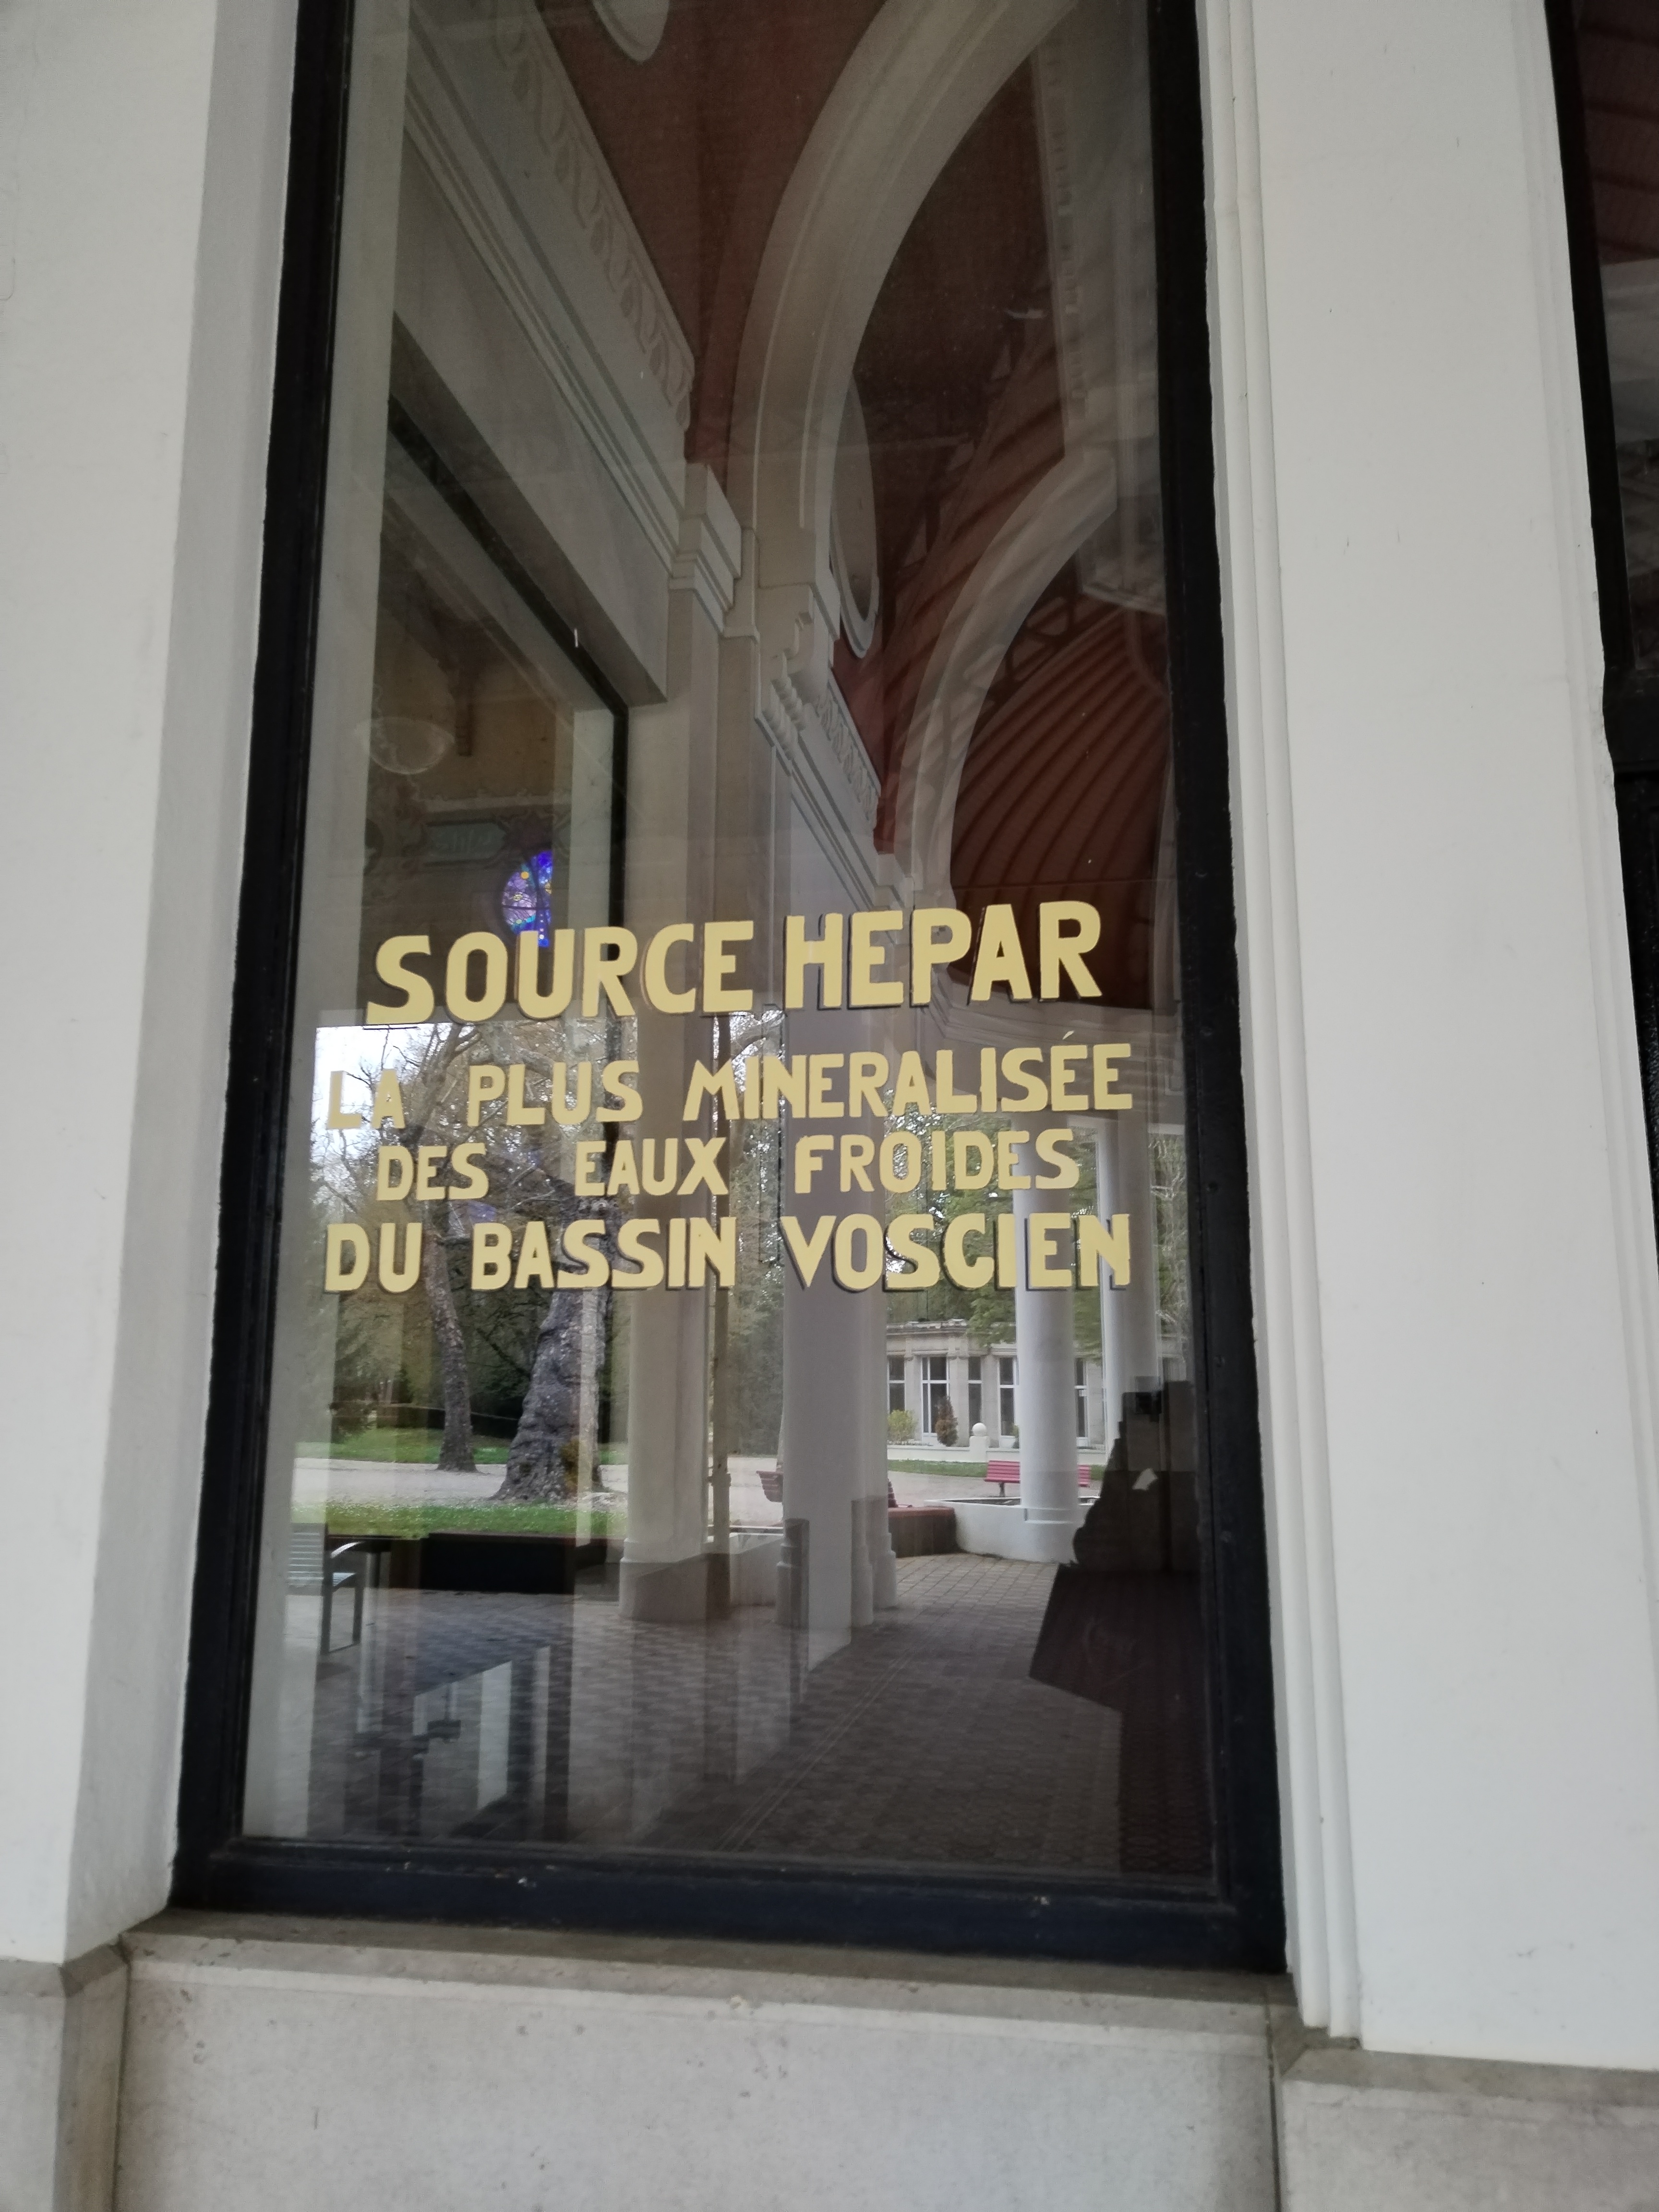 SOURCE HEPAR
LA PLUS MINERALISÉE
DES EAUX FROIDES
DU BASSIN VOSGIEN